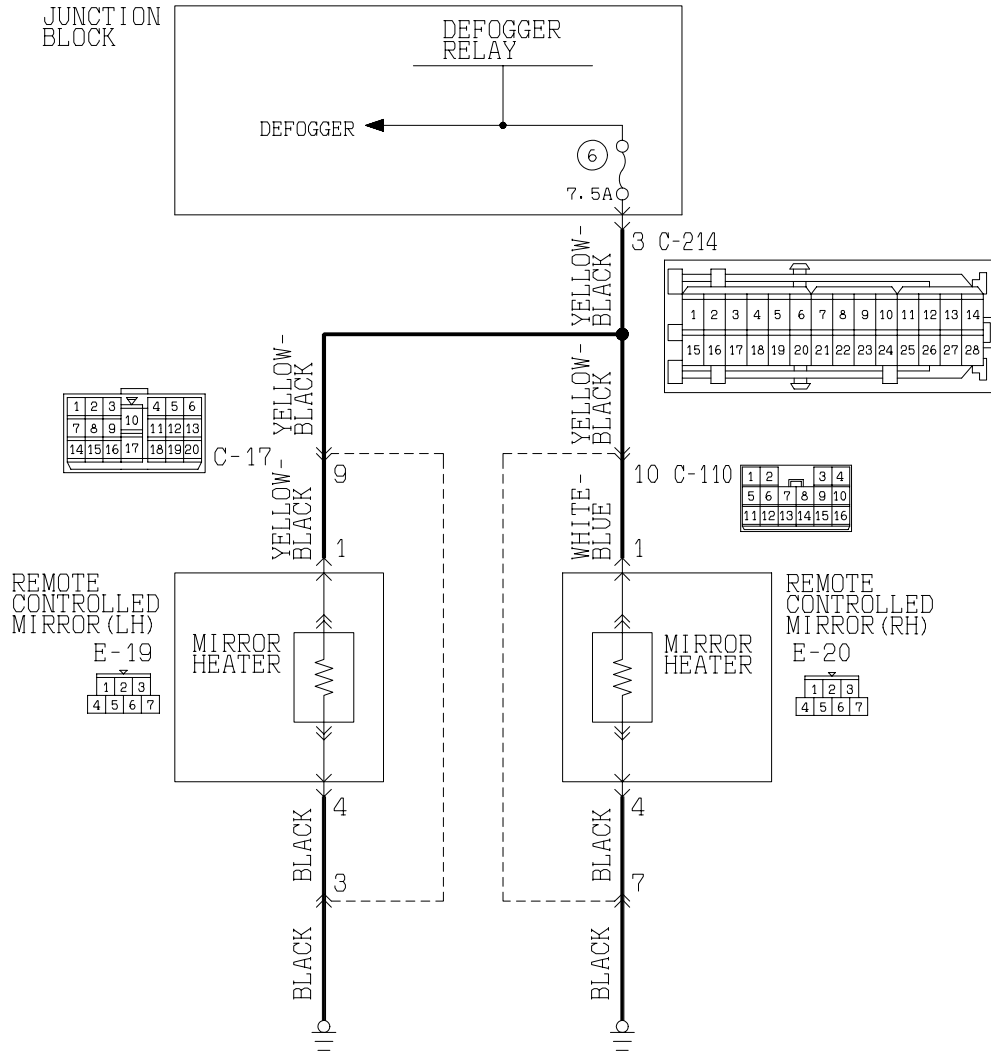 JUNCTION
BLOCK
DEFOGGER
RELAY
DEFOGGER
6
7.5A
3 C-214
YELLOW-
BLACK
1 2 3 4 5 6 7 8 9 10 11 12 13 14
15 16 17 18 19 20 21 22 23 24 25 26 27 28
YELLOW-
BLACK
YELLOW-
BLACK
1 2 3 4 5 6
7 8 9 10 11 12 13
14 15 16 17 18 19 20
C-17
9
10 C-110
1 2 3 4
5 6 7 8 9 10
11 12 13 14 15 16
YELLOW-
BLACK
WHITE-
BLUE
1
1
REMOTE
CONTROLLED
MIRROR(LH)
E-19
1 2 3
4 5 6 7
MIRROR
HEATER
MIRROR
HEATER
REMOTE
CONTROLLED
MIRROR(RH)
E-20
1 2 3
4 5 6 7
4
4
BLACK
BLACK
3
7
BLACK
BLACK